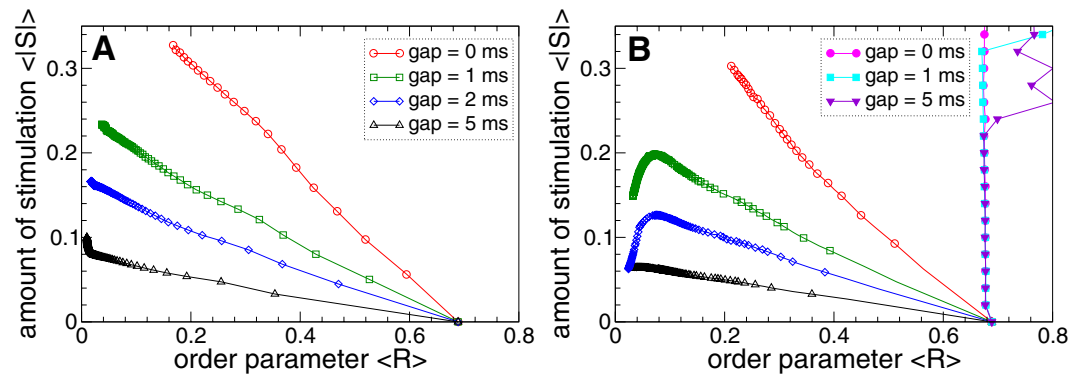 A
gap = 0 ms
gap = 1 ms
gap = 2 ms
gap = 5 ms
amount of stimulation <|S|>
0.3
0.2
0.1
0
0 0.2 0.4 0.6 0.8
order parameter <R>
B
gap = 0 ms
gap = 1 ms
gap = 5 ms
amount of stimulation <|S|>
0.3
0.2
0.1
0
0 0.2 0.4 0.6 0.8
order parameter <R>